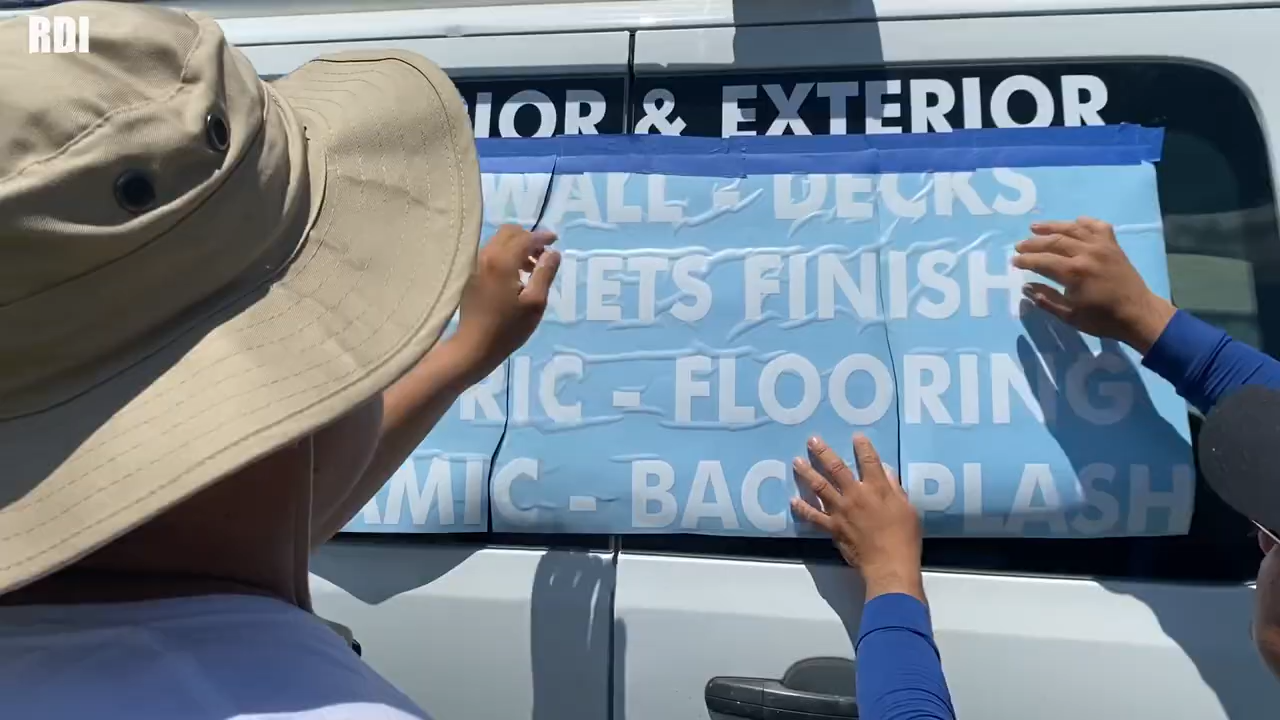 RDI
IOR & EXTERIOR
WALL - DECKS
NETS FINISH
RIC - FLOORING
AMIC - BACKSPLASH